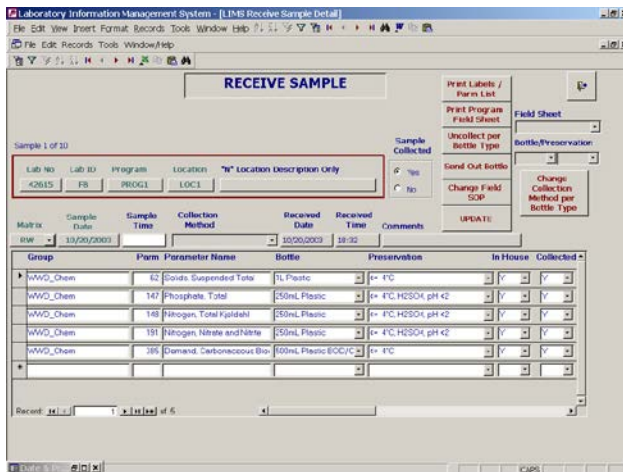 Laboratory Information Management System - [LIMS Receive Sample Detail]
File Edit View Insert Format Records Tools Window Help
File Edit Records Tools Window/Help
RECEIVE SAMPLE
Print Labels / Parm List
Print Program Field Sheet
Field Sheet
Uncollect per Bottle Type
Bottle/Preservation
Send Out Bottle
Change Field SOP
Change Collection Method per Bottle Type
UPDATE
Sample 1 of 10
Sample Collected
Yes
No
Lab No Lab ID Program Location "N" Location Description Only
42615 FB PROG1 LOC1
Matrix Sample Date Sample Time Collection Method Received Date Received Time Comments
RW 10/20/2003 10/20/2003 18:32
Group Parm Parameter Name Bottle Preservation In House Collected
WWD_Chem 62 Solids, Suspended Total 1L Plastic <= 4°C Y Y
WWD_Chem 147 Phosphate, Total 250mL Plastic <= 4°C, H2SO4, pH <2 Y Y
WWD_Chem 148 Nitrogen, Total Kjeldahl 250mL Plastic <= 4°C, H2SO4, pH <2 Y Y
WWD_Chem 191 Nitrogen, Nitrate and Nitrite 250mL Plastic <= 4°C, H2SO4, pH <2 Y Y
WWD_Chem 385 Demand, Carbonaceous Bio 600mL Plastic <= 4°C Y Y
Record: 1 of 5
CAPS